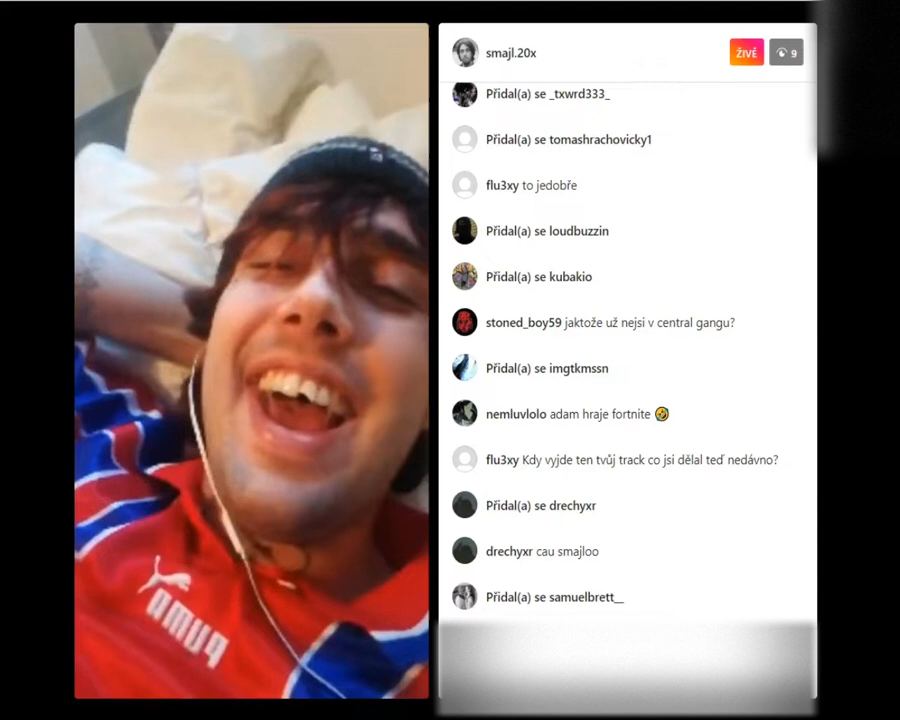 smajl.20x
ŽIVĚ 9
Přidal(a) se _txwrd333_
Přidal(a) se tomashrachovicky1
flu3xy to jedobře
Přidal(a) se loudbuzzin
Přidal(a) se kubakio
stoned_boy59 jaktože už nejsi v central gangu?
Přidal(a) se imgtkmssn
nemluvlolo adam hraje fortnite 🤣
flu3xy Kdy vyjde ten tvůj track co jsi dělal teď nedávno?
Přidal(a) se drechyxr
drechyxr cau smajloo
Přidal(a) se samuelbrett__
PUMA